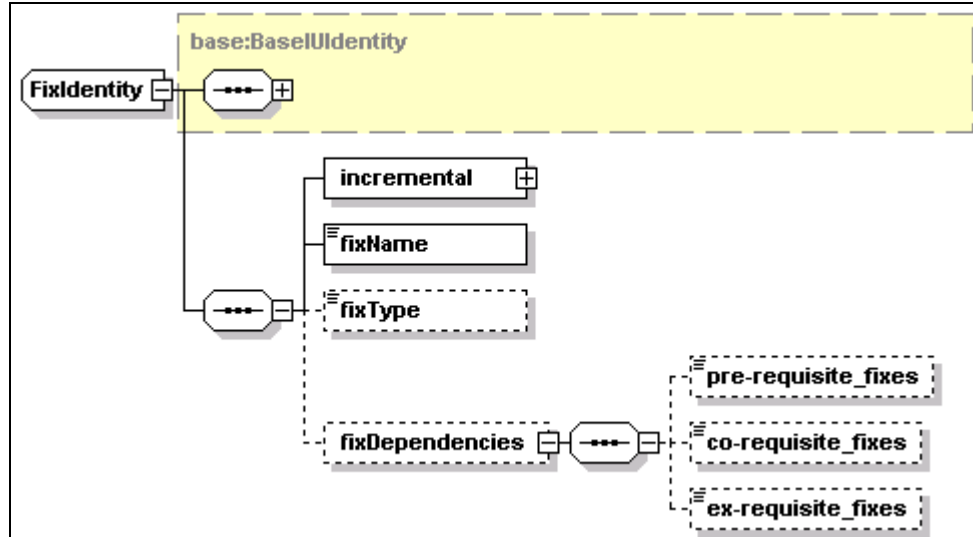 base:BaseIUIdentity
FixIdentity
incremental
fixName
fixType
fixDependencies
pre-requisite_fixes
co-requisite_fixes
ex-requisite_fixes